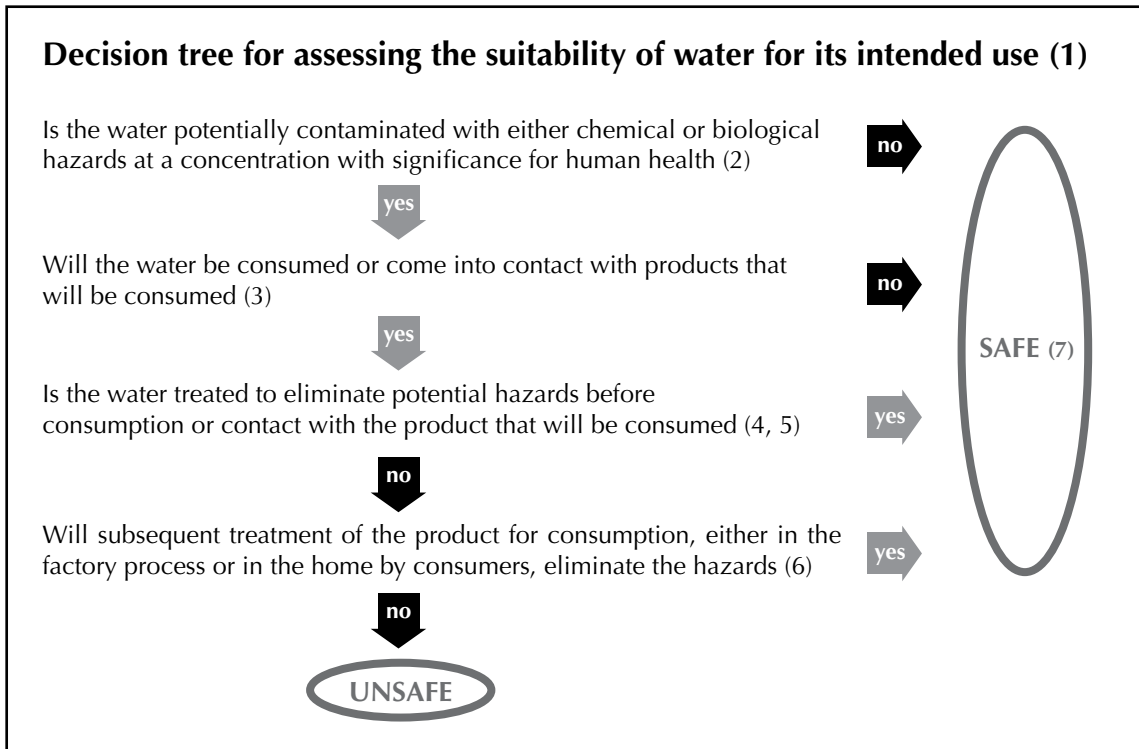 Decision tree for assessing the suitability of water for its intended use (1)
Is the water potentially contaminated with either chemical or biological
hazards at a concentration with significance for human health (2)
no
yes
Will the water be consumed or come into contact with products that
will be consumed (3)
no
yes
SAFE (7)
Is the water treated to eliminate potential hazards before
consumption or contact with the product that will be consumed (4, 5)
yes
no
Will subsequent treatment of the product for consumption, either in the
factory process or in the home by consumers, eliminate the hazards (6)
yes
no
UNSAFE